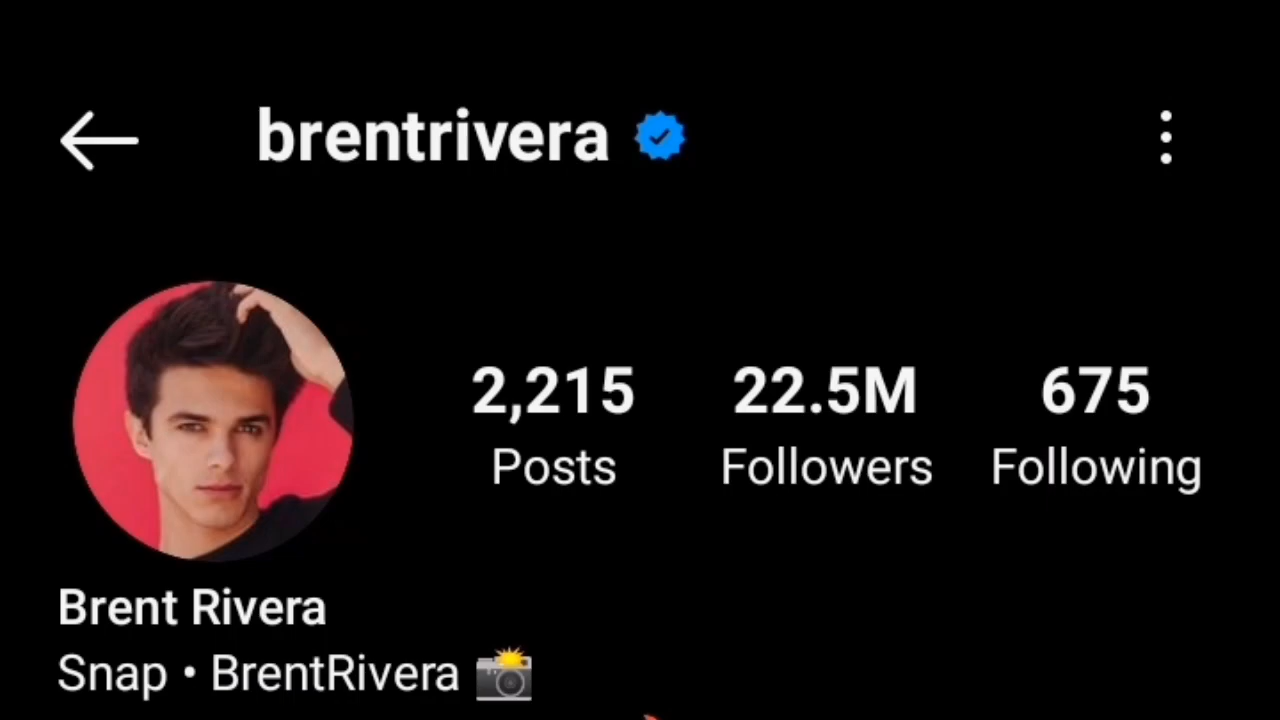 brentrivera
2,215 22.5M 675
Posts Followers Following
Brent Rivera
Snap • BrentRivera 📸